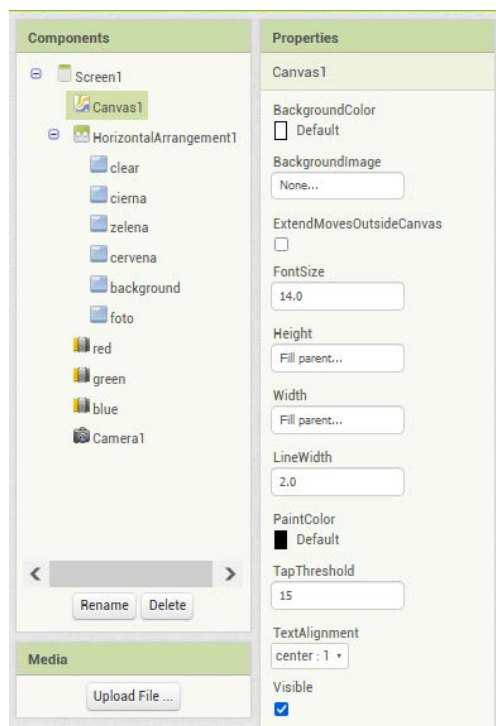 Components
Screen1
Canvas1
HorizontalArrangement1
clear
cierna
zelena
cervena
background
foto
red
green
blue
Camera1
Rename Delete
Media
Upload File ...
Properties
Canvas1
BackgroundColor
Default
BackgroundImage
None...
ExtendMovesOutsideCanvas
FontSize
14.0
Height
Fill parent...
Width
Fill parent...
LineWidth
2.0
PaintColor
Default
TapThreshold
15
TextAlignment
center : 1
Visible